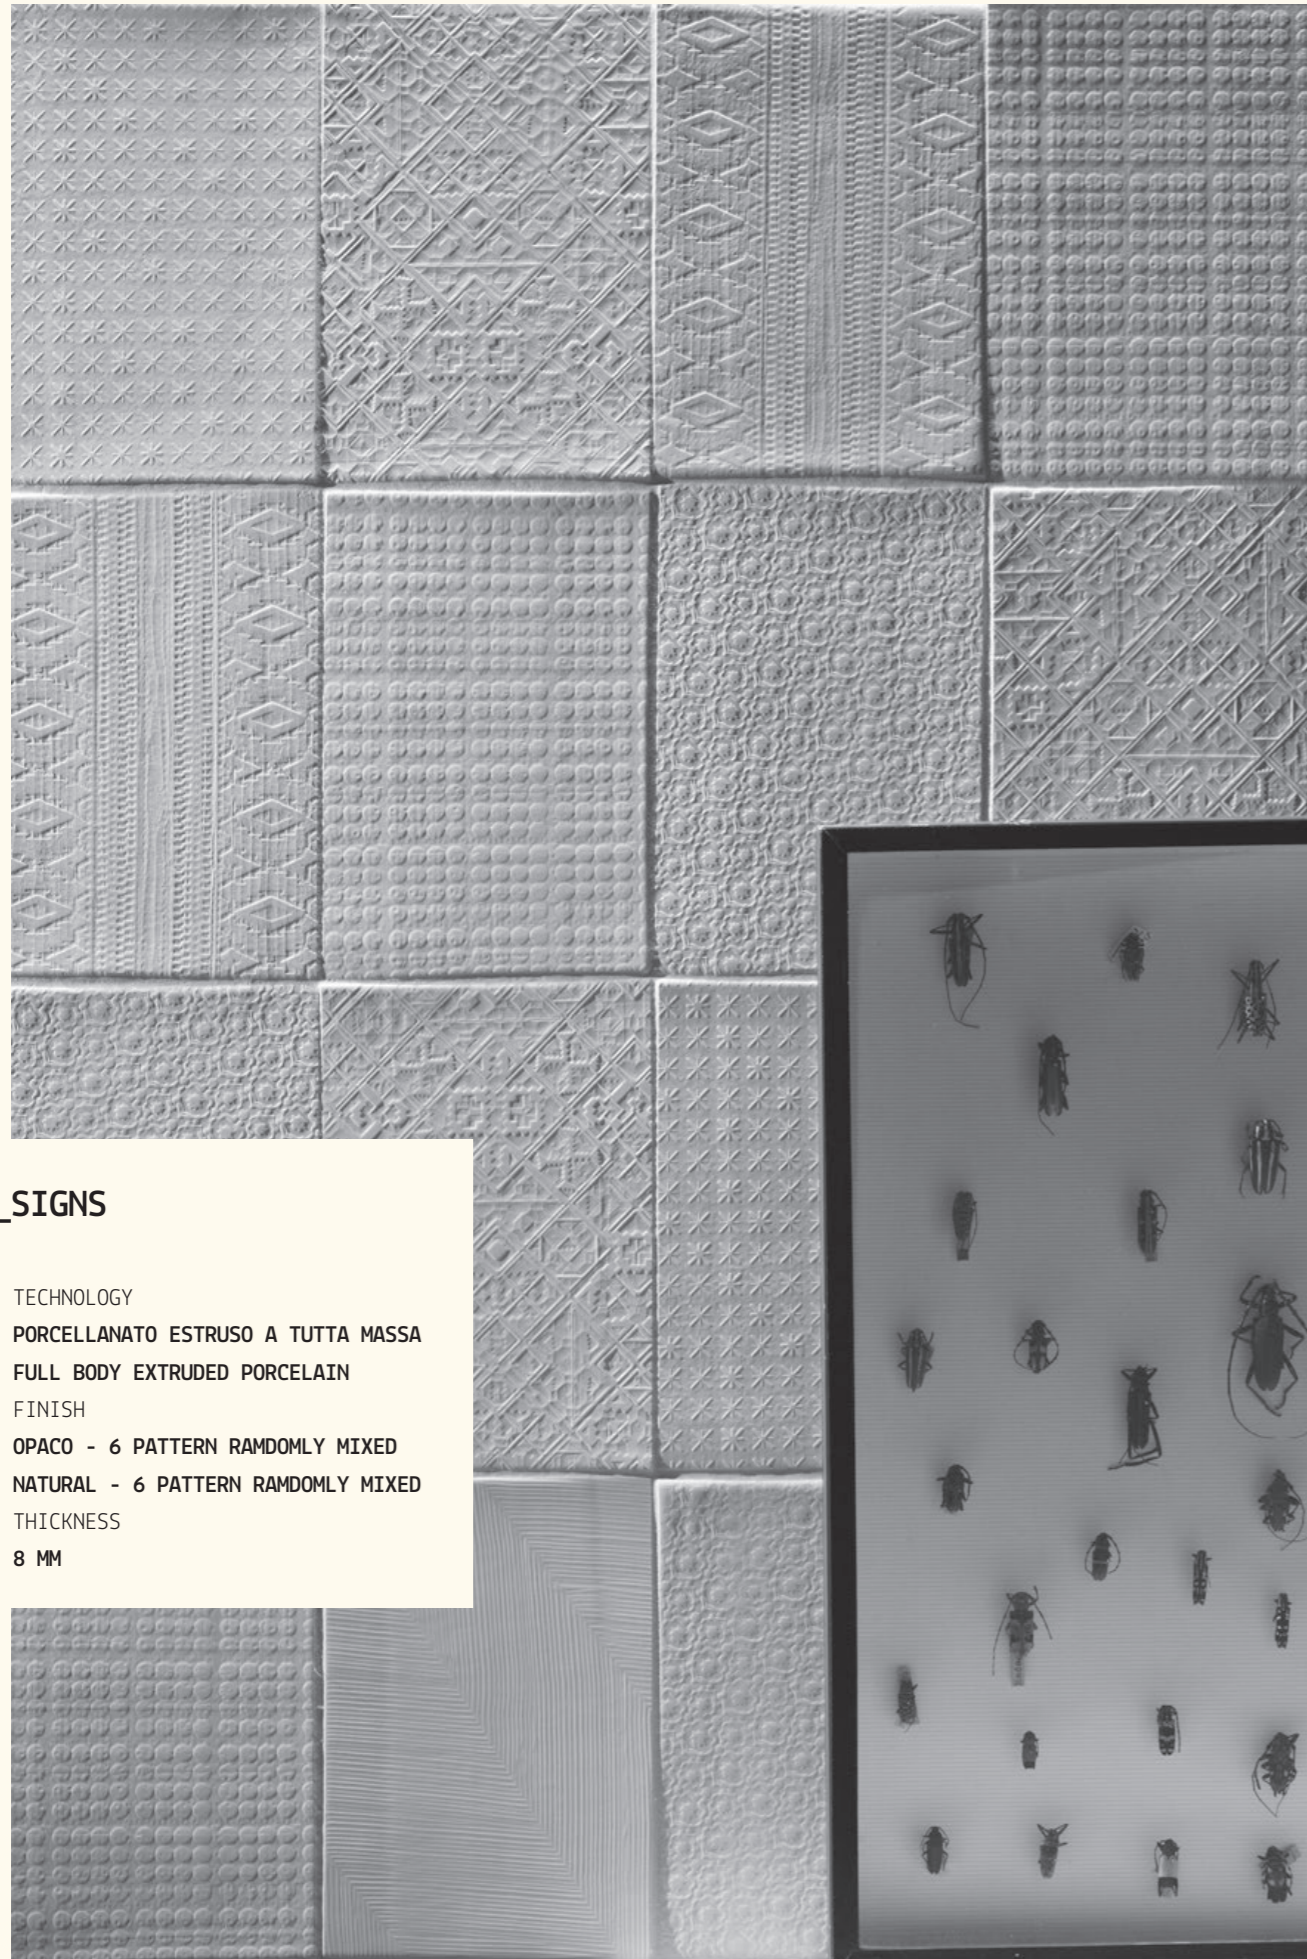 _SIGNS
TECHNOLOGY
PORCELLANATO ESTRUSO A TUTTA MASSA
FULL BODY EXTRUDED PORCELAIN
FINISH
OPACO - 6 PATTERN RAMDOMLY MIXED
NATURAL - 6 PATTERN RAMDOMLY MIXED
THICKNESS
8 MM